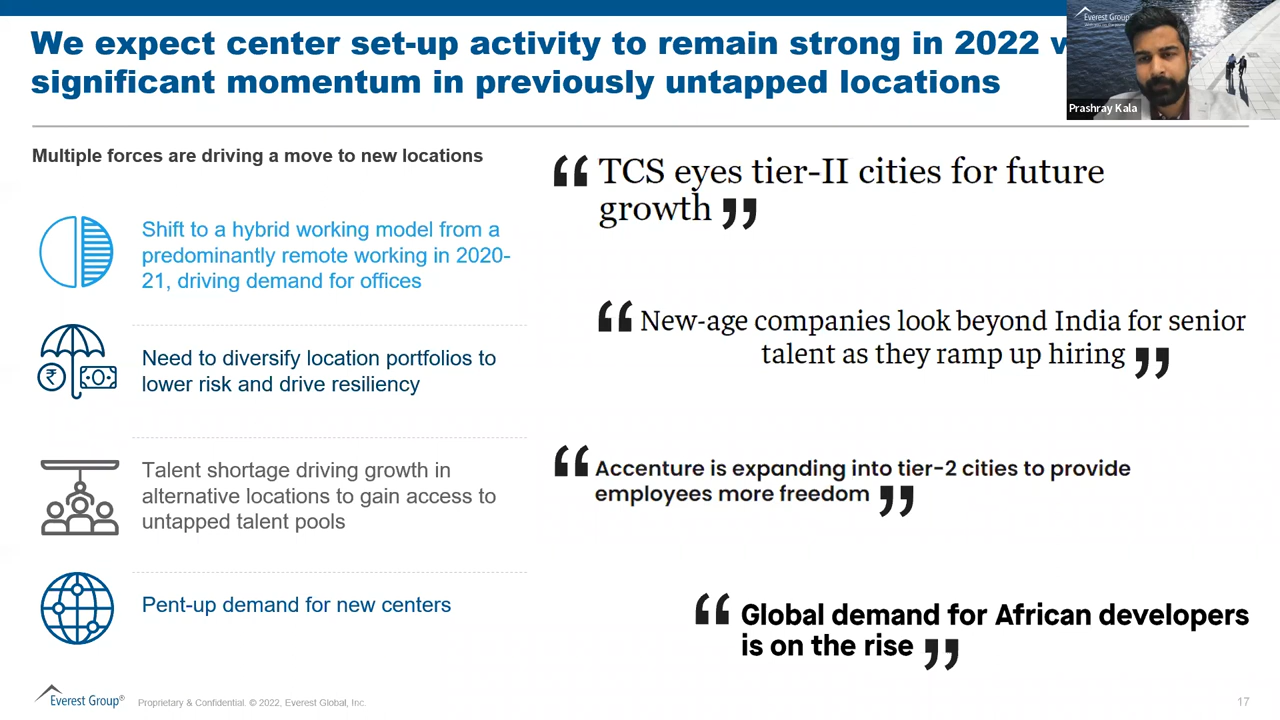 We expect center set-up activity to remain strong in 2022
significant momentum in previously untapped locations
Everest Group
Prashray Kala
Multiple forces are driving a move to new locations
Shift to a hybrid working model from a
predominantly remote working in 2020-
21, driving demand for offices
Need to diversify location portfolios to
lower risk and drive resiliency
Talent shortage driving growth in
alternative locations to gain access to
untapped talent pools
Pent-up demand for new centers
“ TCS eyes tier-II cities for future
growth ”
“ New-age companies look beyond India for senior
talent as they ramp up hiring ”
“ Accenture is expanding into tier-2 cities to provide
employees more freedom ”
“ Global demand for African developers
is on the rise ”
Everest Group® Proprietary & Confidential. © 2022, Everest Global, Inc.
17